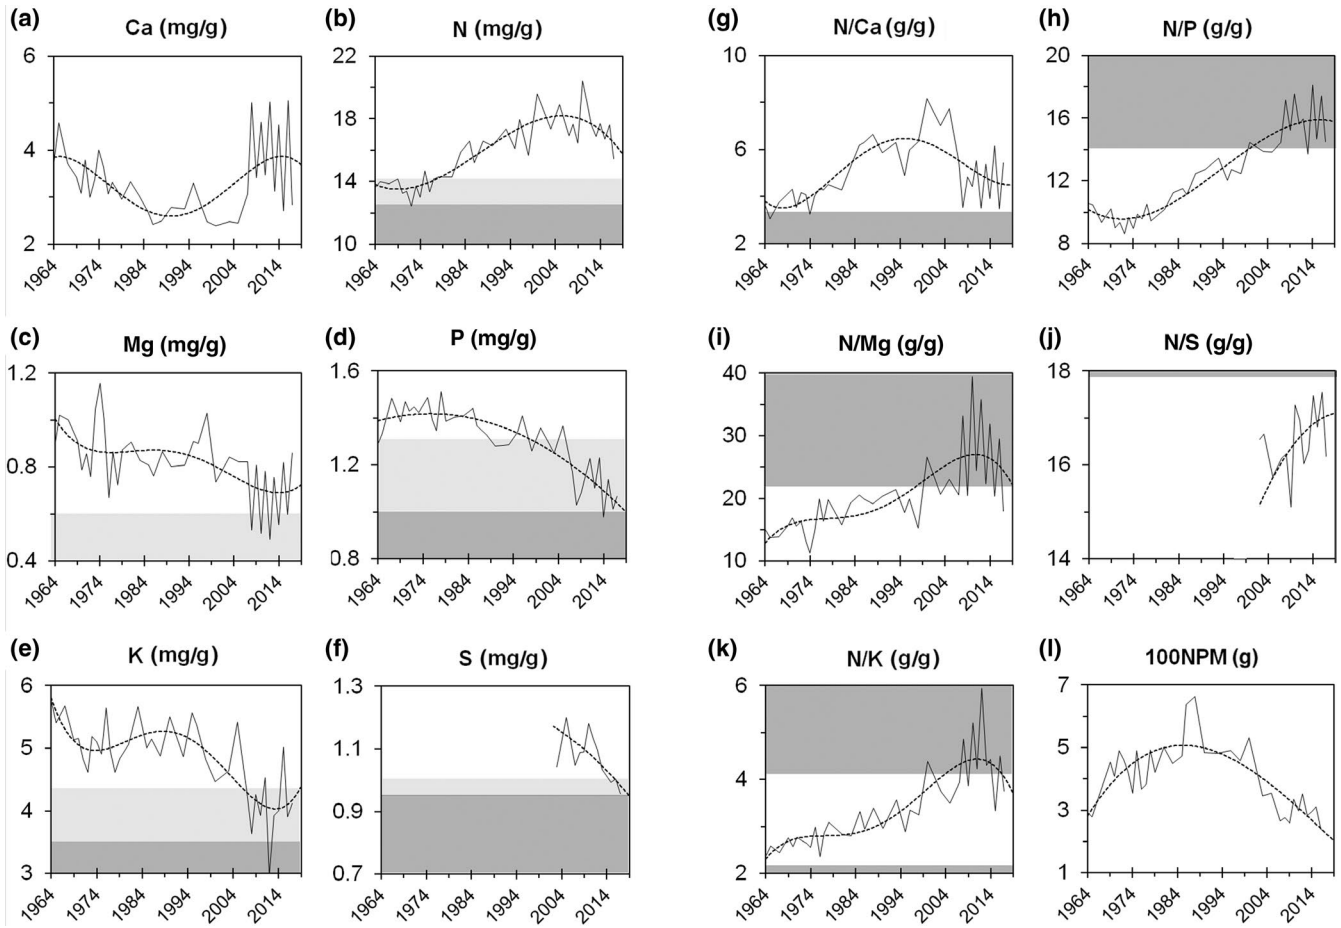 (a) Ca (mg/g)
6
4
2
1964 1974 1984 1994 2004 2014
(b) N (mg/g)
22
18
14
10
1964 1974 1984 1994 2004 2014
(g) N/Ca (g/g)
10
6
2
1964 1974 1984 1994 2004 2014
(h) N/P (g/g)
20
16
12
8
1964 1974 1984 1994 2004 2014
(c) Mg (mg/g)
1.2
0.8
0.4
1964 1974 1984 1994 2004 2014
(d) P (mg/g)
1.6
1.2
0.8
1964 1974 1984 1994 2004 2014
(i) N/Mg (g/g)
40
30
20
10
1964 1974 1984 1994 2004 2014
(j) N/S (g/g)
18
16
14
1964 1974 1984 1994 2004 2014
(e) K (mg/g)
6
5
4
3
1964 1974 1984 1994 2004 2014
(f) S (mg/g)
1.3
1.1
0.9
0.7
1964 1974 1984 1994 2004 2014
(k) N/K (g/g)
6
4
2
1964 1974 1984 1994 2004 2014
(l) 100NPM (g)
7
5
3
1
1964 1974 1984 1994 2004 2014